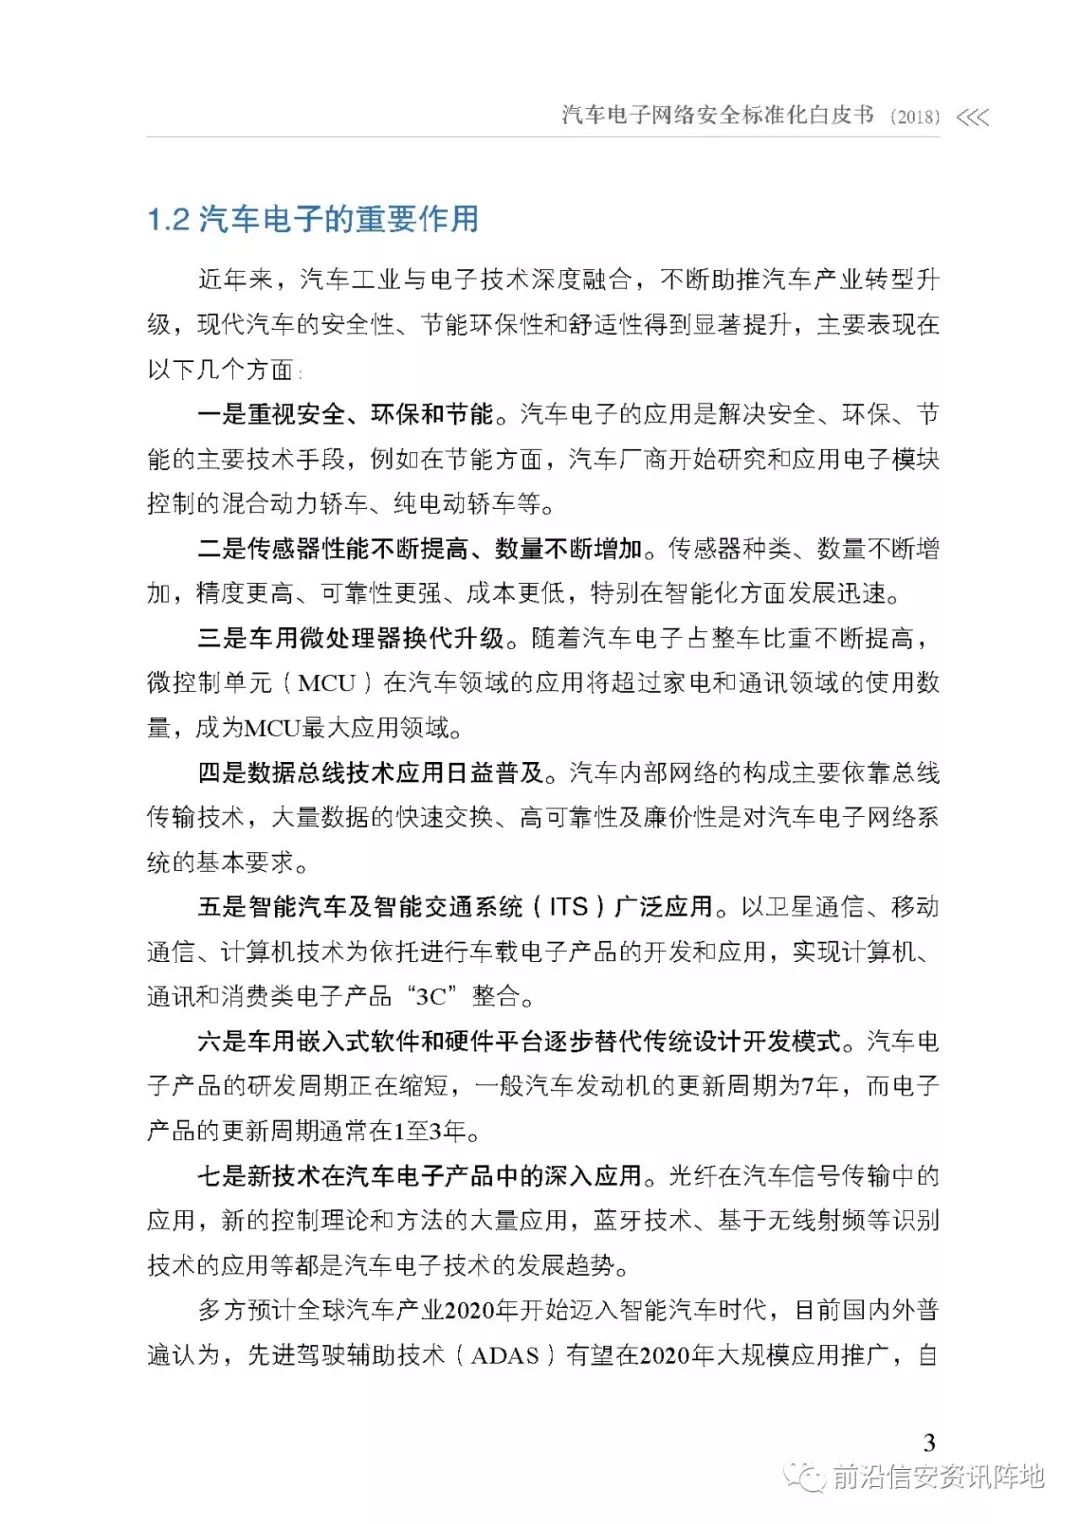 汽车电子网络安全标准化白皮书 (2018)
1.2 汽车电子的重要作用
近年来，汽车工业与电子技术深度融合，不断助推汽车产业转型升
级，现代汽车的安全性、节能环保性和舒适性得到显著提升，主要表现在
以下几个方面：
一是重视安全、环保和节能。汽车电子的应用是解决安全、环保、节
能的主要技术手段，例如在节能方面，汽车厂商开始研究和应用电子模块
控制的混合动力轿车、纯电动轿车等。
二是传感器性能不断提高、数量不断增加。传感器种类、数量不断增
加，精度更高、可靠性更强、成本更低，特别在智能化方面发展迅速。
三是车用微处理器换代升级。随着汽车电子占整车比重不断提高，
微控制单元（MCU）在汽车领域的应用将超过家电和通讯领域的使用数
量，成为MCU最大应用领域。
四是数据总线技术应用日益普及。汽车内部网络的构成主要依靠总线
传输技术，大量数据的快速交换、高可靠性及廉价性是对汽车电子网络系
统的基本要求。
五是智能汽车及智能交通系统（ITS）广泛应用。以卫星通信、移动
通信、计算机技术为依托进行车载电子产品的开发和应用，实现计算机、
通讯和消费类电子产品“3C”整合。
六是车用嵌入式软件和硬件平台逐步替代传统设计开发模式。汽车电
子产品的研发周期正在缩短，一般汽车发动机的更新周期为7年，而电子
产品的更新周期通常在1至3年。
七是新技术在汽车电子产品中的深入应用。光纤在汽车信号传输中的
应用，新的控制理论和方法的大量应用，蓝牙技术、基于无线射频等识别
技术的应用等都是汽车电子技术的发展趋势。
多方预计全球汽车产业2020年开始迈入智能汽车时代，目前国内外普
遍认为，先进驾驶辅助技术（ADAS）有望在2020年大规模应用推广，自
3
前沿信安资讯阵地